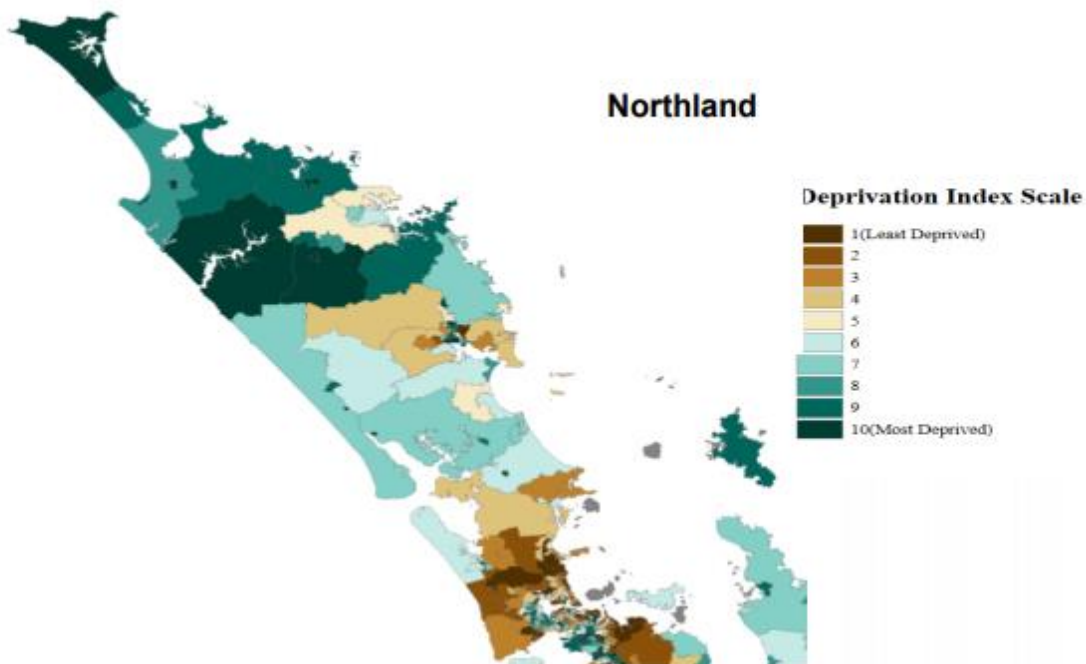 Northland
Deprivation Index Scale
1(Least Deprived)
2
3
4
5
6
7
8
9
10(Most Deprived)